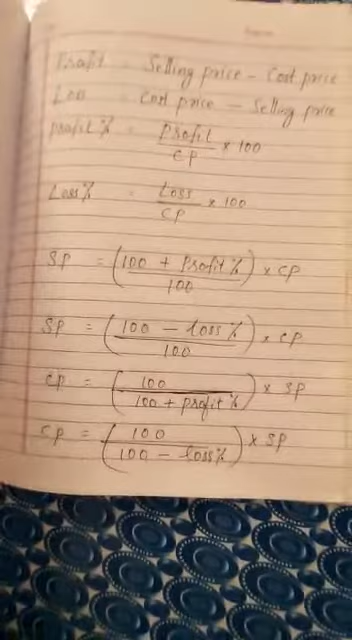 Profit = Selling price - Cost price
Loss = Cost price - Selling price
profit% = Profit/CP × 100
Loss% = Loss/CP × 100
SP = (100 + Profit%/100) × CP
SP = (100 - loss%/100) × CP
CP = (100/100 + profit%) × SP
CP = (100/100 - loss%) × SP